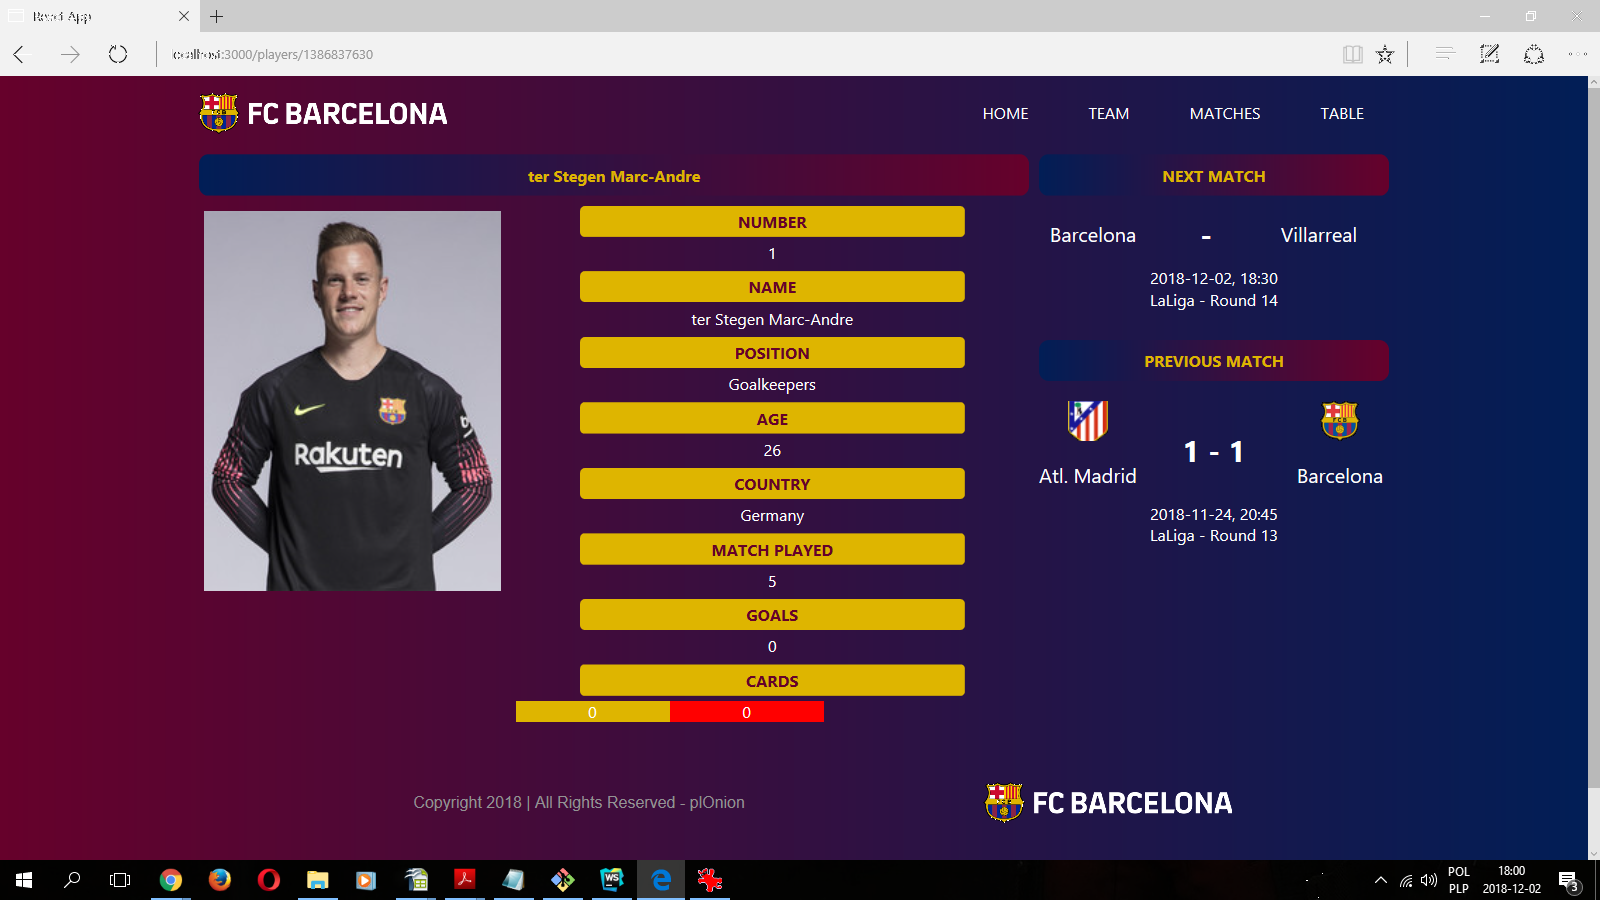 React App
localhost:3000/players/1386837630
FC BARCELONA
HOME
TEAM
MATCHES
TABLE
ter Stegen Marc-Andre
Rakuten
NUMBER
1
NAME
ter Stegen Marc-Andre
POSITION
Goalkeepers
AGE
26
COUNTRY
Germany
MATCH PLAYED
5
GOALS
0
CARDS
0
0
NEXT MATCH
Barcelona - Villarreal
2018-12-02, 18:30
LaLiga - Round 14
PREVIOUS MATCH
1 - 1
Atl. Madrid
Barcelona
2018-11-24, 20:45
LaLiga - Round 13
Copyright 2018 | All Rights Reserved - plOnion
FC BARCELONA
WS
POL
PLP
18:00
2018-12-02
3